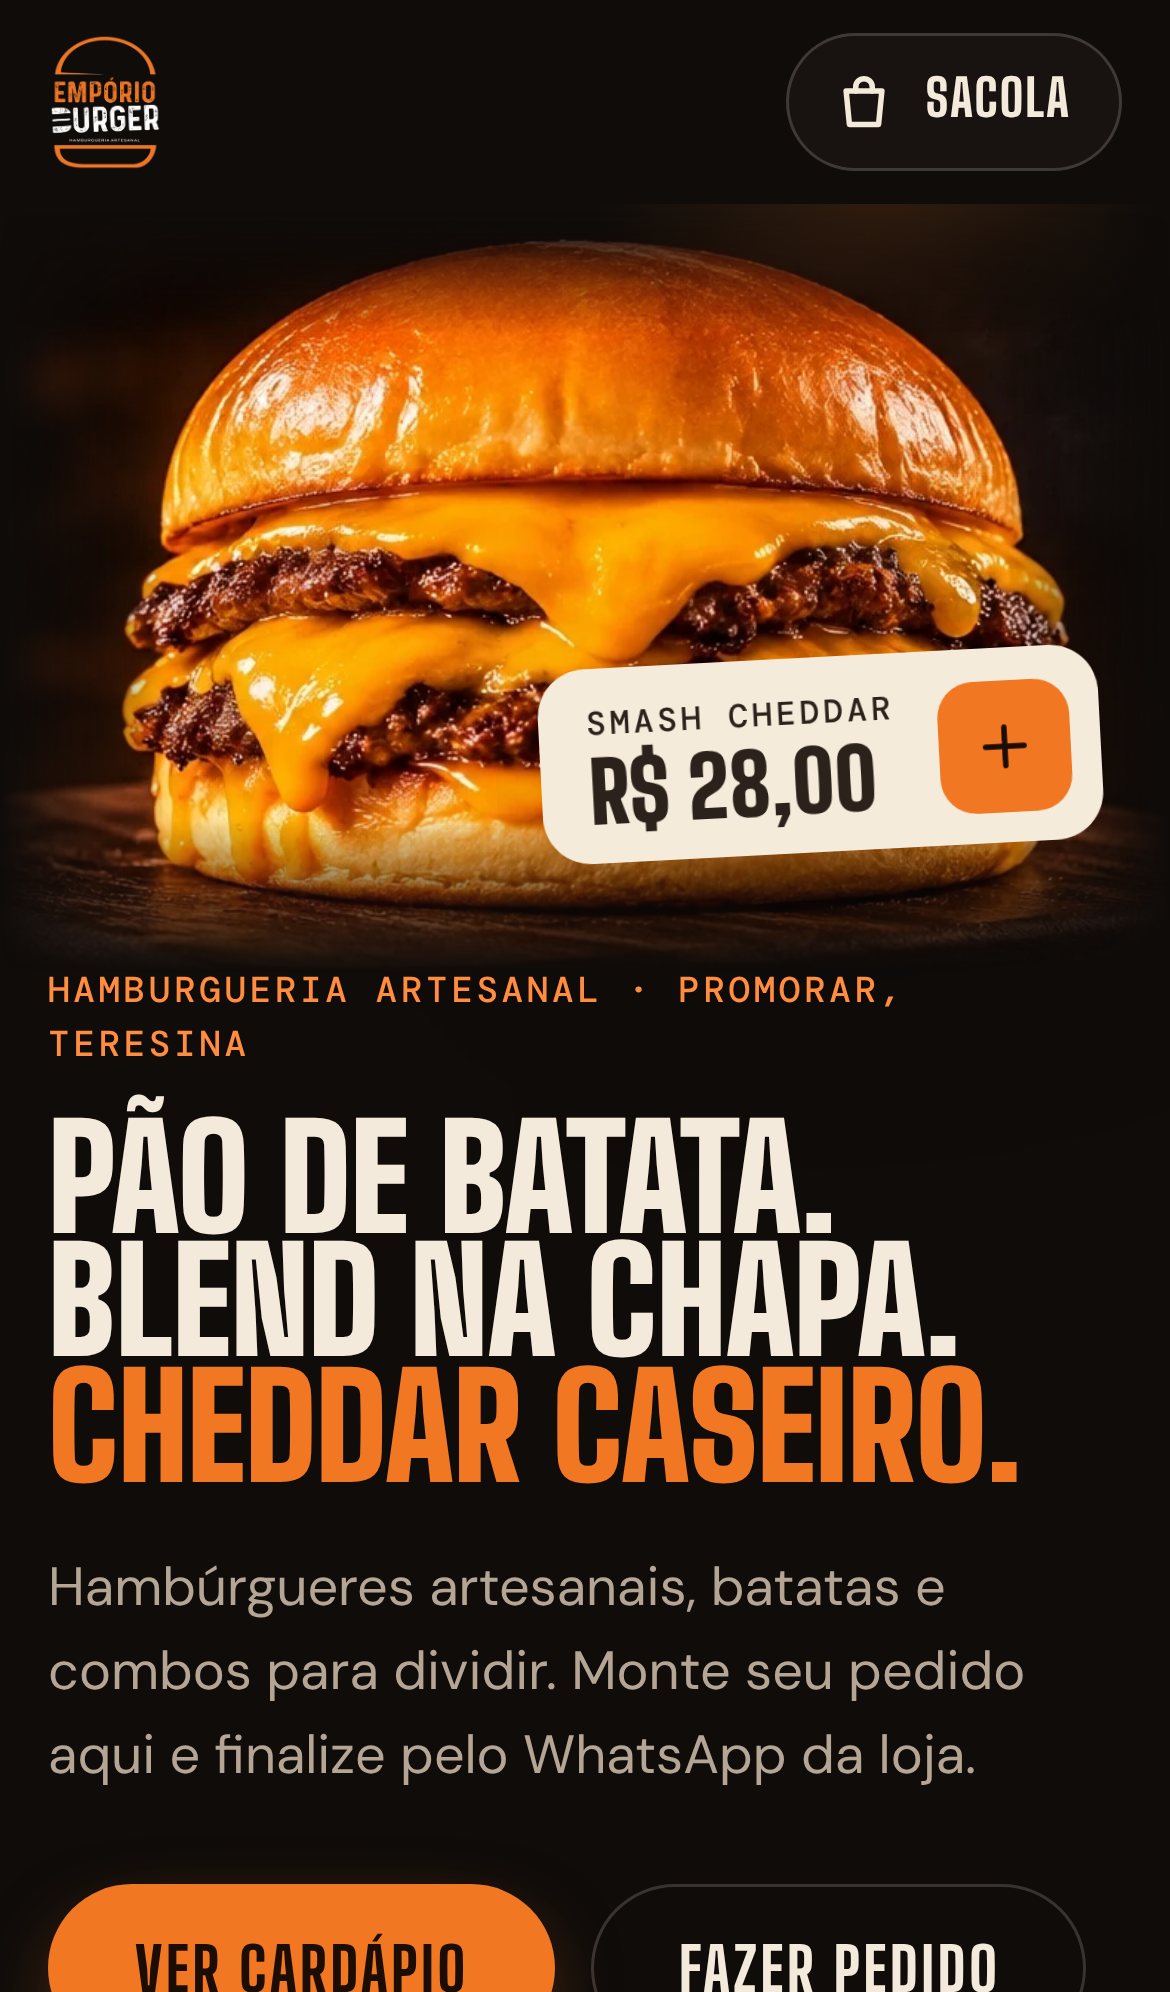 EMPÓRIO
BURGER
HAMBURGUERIA ARTESANAL
SACOLA
SMASH CHEDDAR
R$ 28,00
HAMBURGUERIA ARTESANAL · PROMORAR,
TERESINA
PÃO DE BATATA.
BLEND NA CHAPA.
CHEDDAR CASEIRO.
Hambúrgueres artesanais, batatas e
combos para dividir. Monte seu pedido
aqui e finalize pelo WhatsApp da loja.
VER CARDÁPIO
FAZER PEDIDO